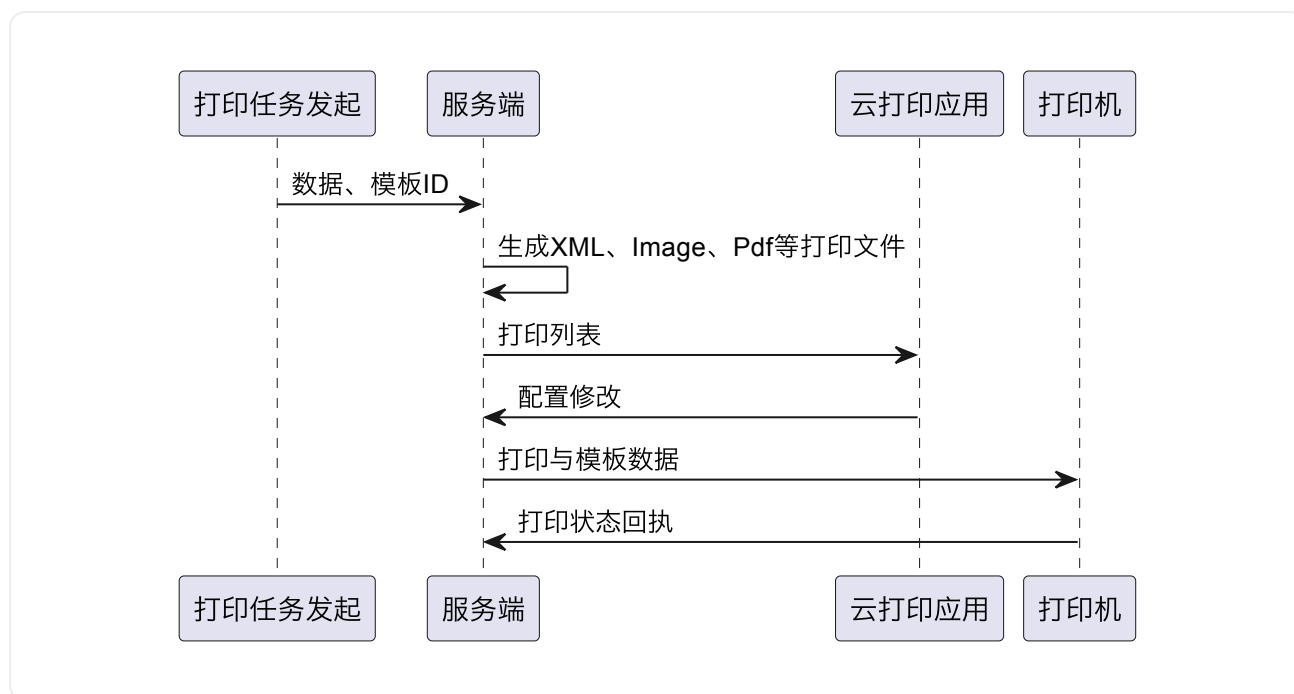 打印任务发起
服务端
云打印应用
打印机
数据、模板ID
生成XML、Image、Pdf等打印文件
打印列表
配置修改
打印与模板数据
打印状态回执
打印任务发起
服务端
云打印应用
打印机